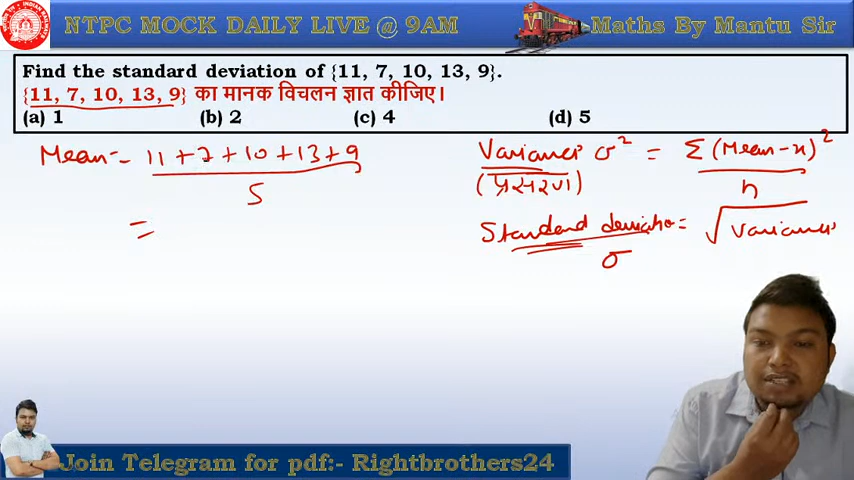 NTPC MOCK DAILY LIVE @ 9AM
Maths By Mantu Sir
Find the standard deviation of {11, 7, 10, 13, 9}.
{11, 7, 10, 13, 9} का मानक विचलन ज्ञात कीजिए।
(a) 1 (b) 2 (c) 4 (d) 5
Mean = 11 + 7 + 10 + 13 + 9
5
=
Variance σ² = Σ (Mean - x)²
n
(प्रसरण)
Standard deviation = √variance
σ
Join Telegram for pdf:- Rightbrothers24